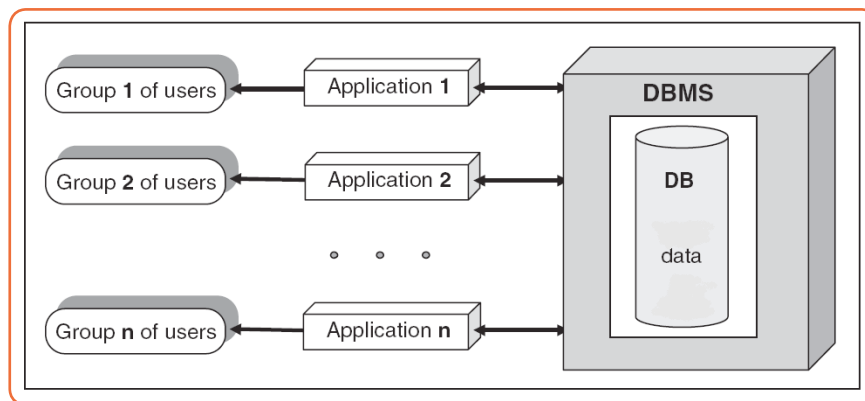 Group 1 of users
Application 1
DBMS
Group 2 of users
Application 2
DB
data
Group n of users
Application n